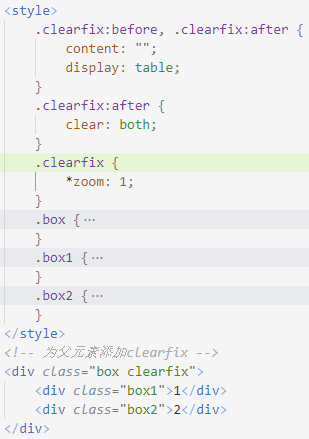 <style>
    .clearfix:before, .clearfix:after {
        content: "";
        display: table;
    }
    .clearfix:after {
        clear: both;
    }
    .clearfix {
        *zoom: 1;
    }
    .box {···
    }
    .box1 {···
    }
    .box2 {···
    }
</style>
<!-- 为父元素添加clearfix -->
<div class="box clearfix">
    <div class="box1">1</div>
    <div class="box2">2</div>
</div>